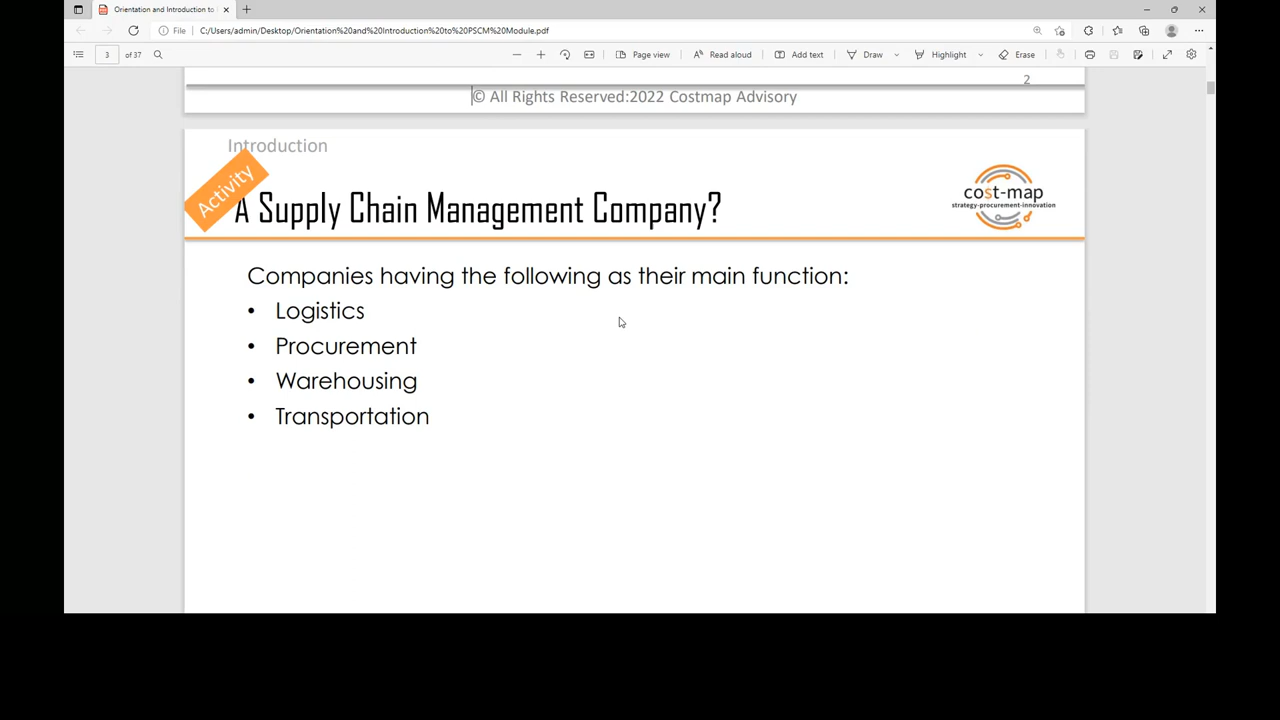 Orientation and Introduction to
File
C:/Users/admin/Desktop/Orientation%20and%20Introduction%20to%20PSCM%20Module.pdf
3 of 37
Page view
Read aloud
Add text
Draw
Highlight
Erase
2
© All Rights Reserved:2022 Costmap Advisory
Introduction
Activity
A Supply Chain Management Company?
cost-map
strategy-procurement-innovation
Companies having the following as their main function:
• Logistics
• Procurement
• Warehousing
• Transportation